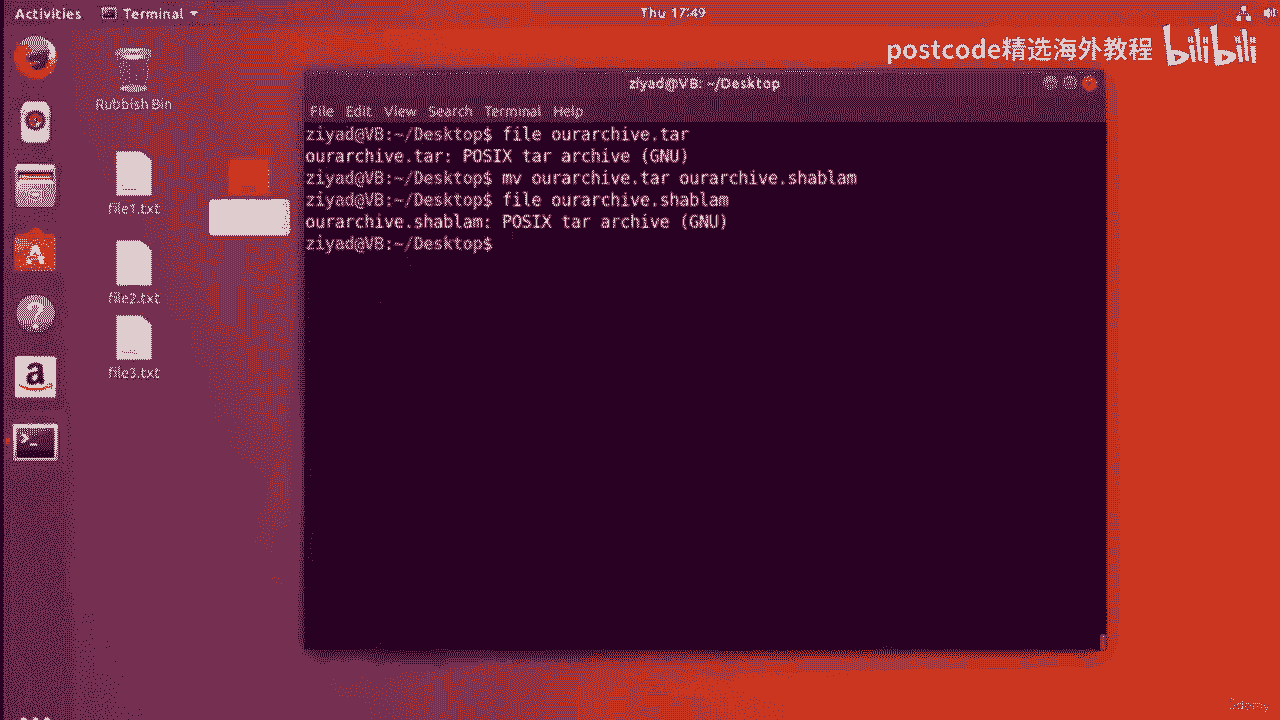 Activities Terminal Thu 17:49
postcode精选海外教程 bilibili
Rubbish Bin
file1.txt
file2.txt
file3.txt
ziyad@VB: ~/Desktop
File Edit View Search Terminal Help
ziyad@VB:~/Desktop$ file ourarchive.tar
ourarchive.tar: POSIX tar archive (GNU)
ziyad@VB:~/Desktop$ mv ourarchive.tar ourarchive.shablam
ziyad@VB:~/Desktop$ file ourarchive.shablam
ourarchive.shablam: POSIX tar archive (GNU)
ziyad@VB:~/Desktop$
Udemy